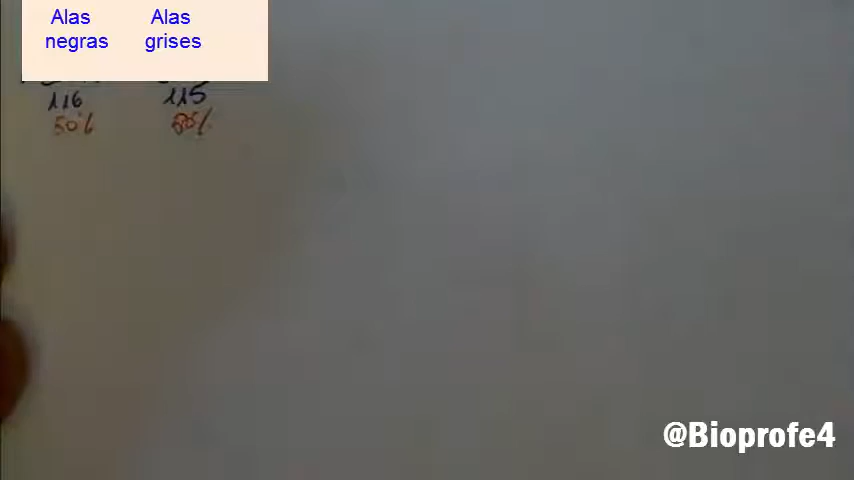 Alas Alas
negras grises
116 115
50% 50%
@Bioprofe4